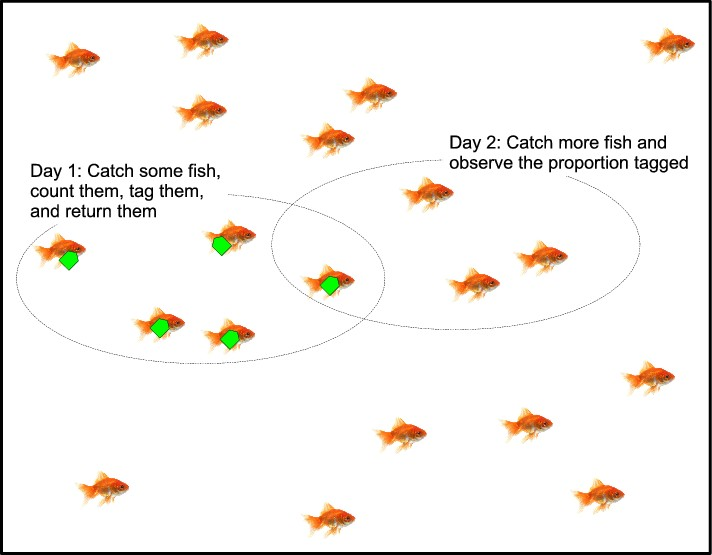 Day 1: Catch some fish,
count them, tag them,
and return them
Day 2: Catch more fish and
observe the proportion tagged